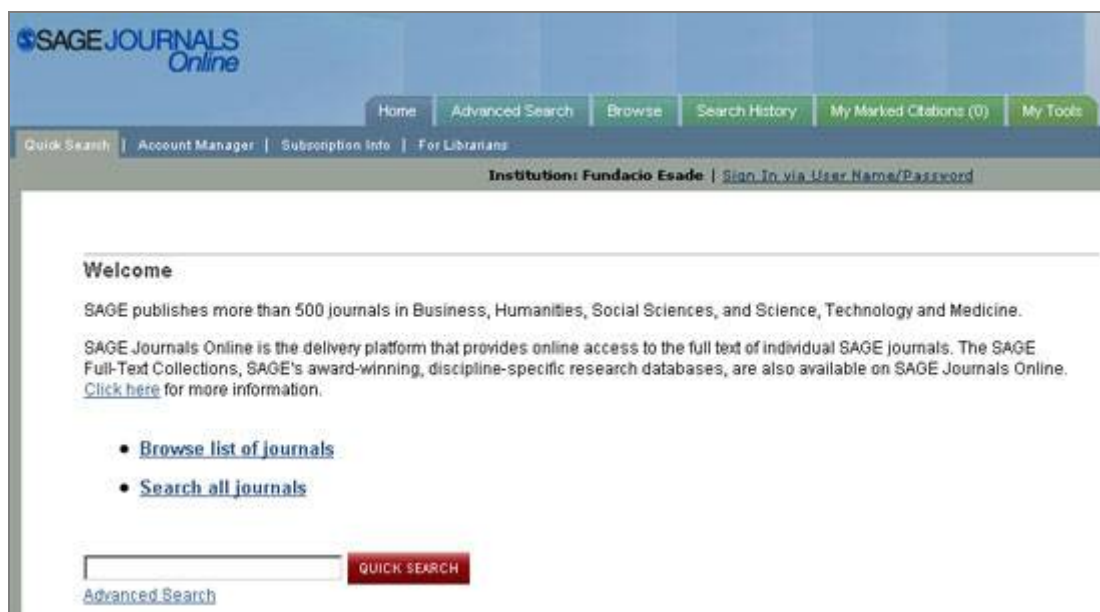 SAGE JOURNALS
Online
Home Advanced Search Browse Search History My Marked Citations (0) My Tools
Quick Search | Account Manager | Subscription Info | For Librarians
Institution: Fundacio Esade | Sign In via User Name/Password
Welcome
SAGE publishes more than 500 journals in Business, Humanities, Social Sciences, and Science, Technology and Medicine.
SAGE Journals Online is the delivery platform that provides online access to the full text of individual SAGE journals. The SAGE
Full-Text Collections, SAGE's award-winning, discipline-specific research databases, are also available on SAGE Journals Online.
Click here for more information.
• Browse list of journals
• Search all journals
QUICK SEARCH
Advanced Search